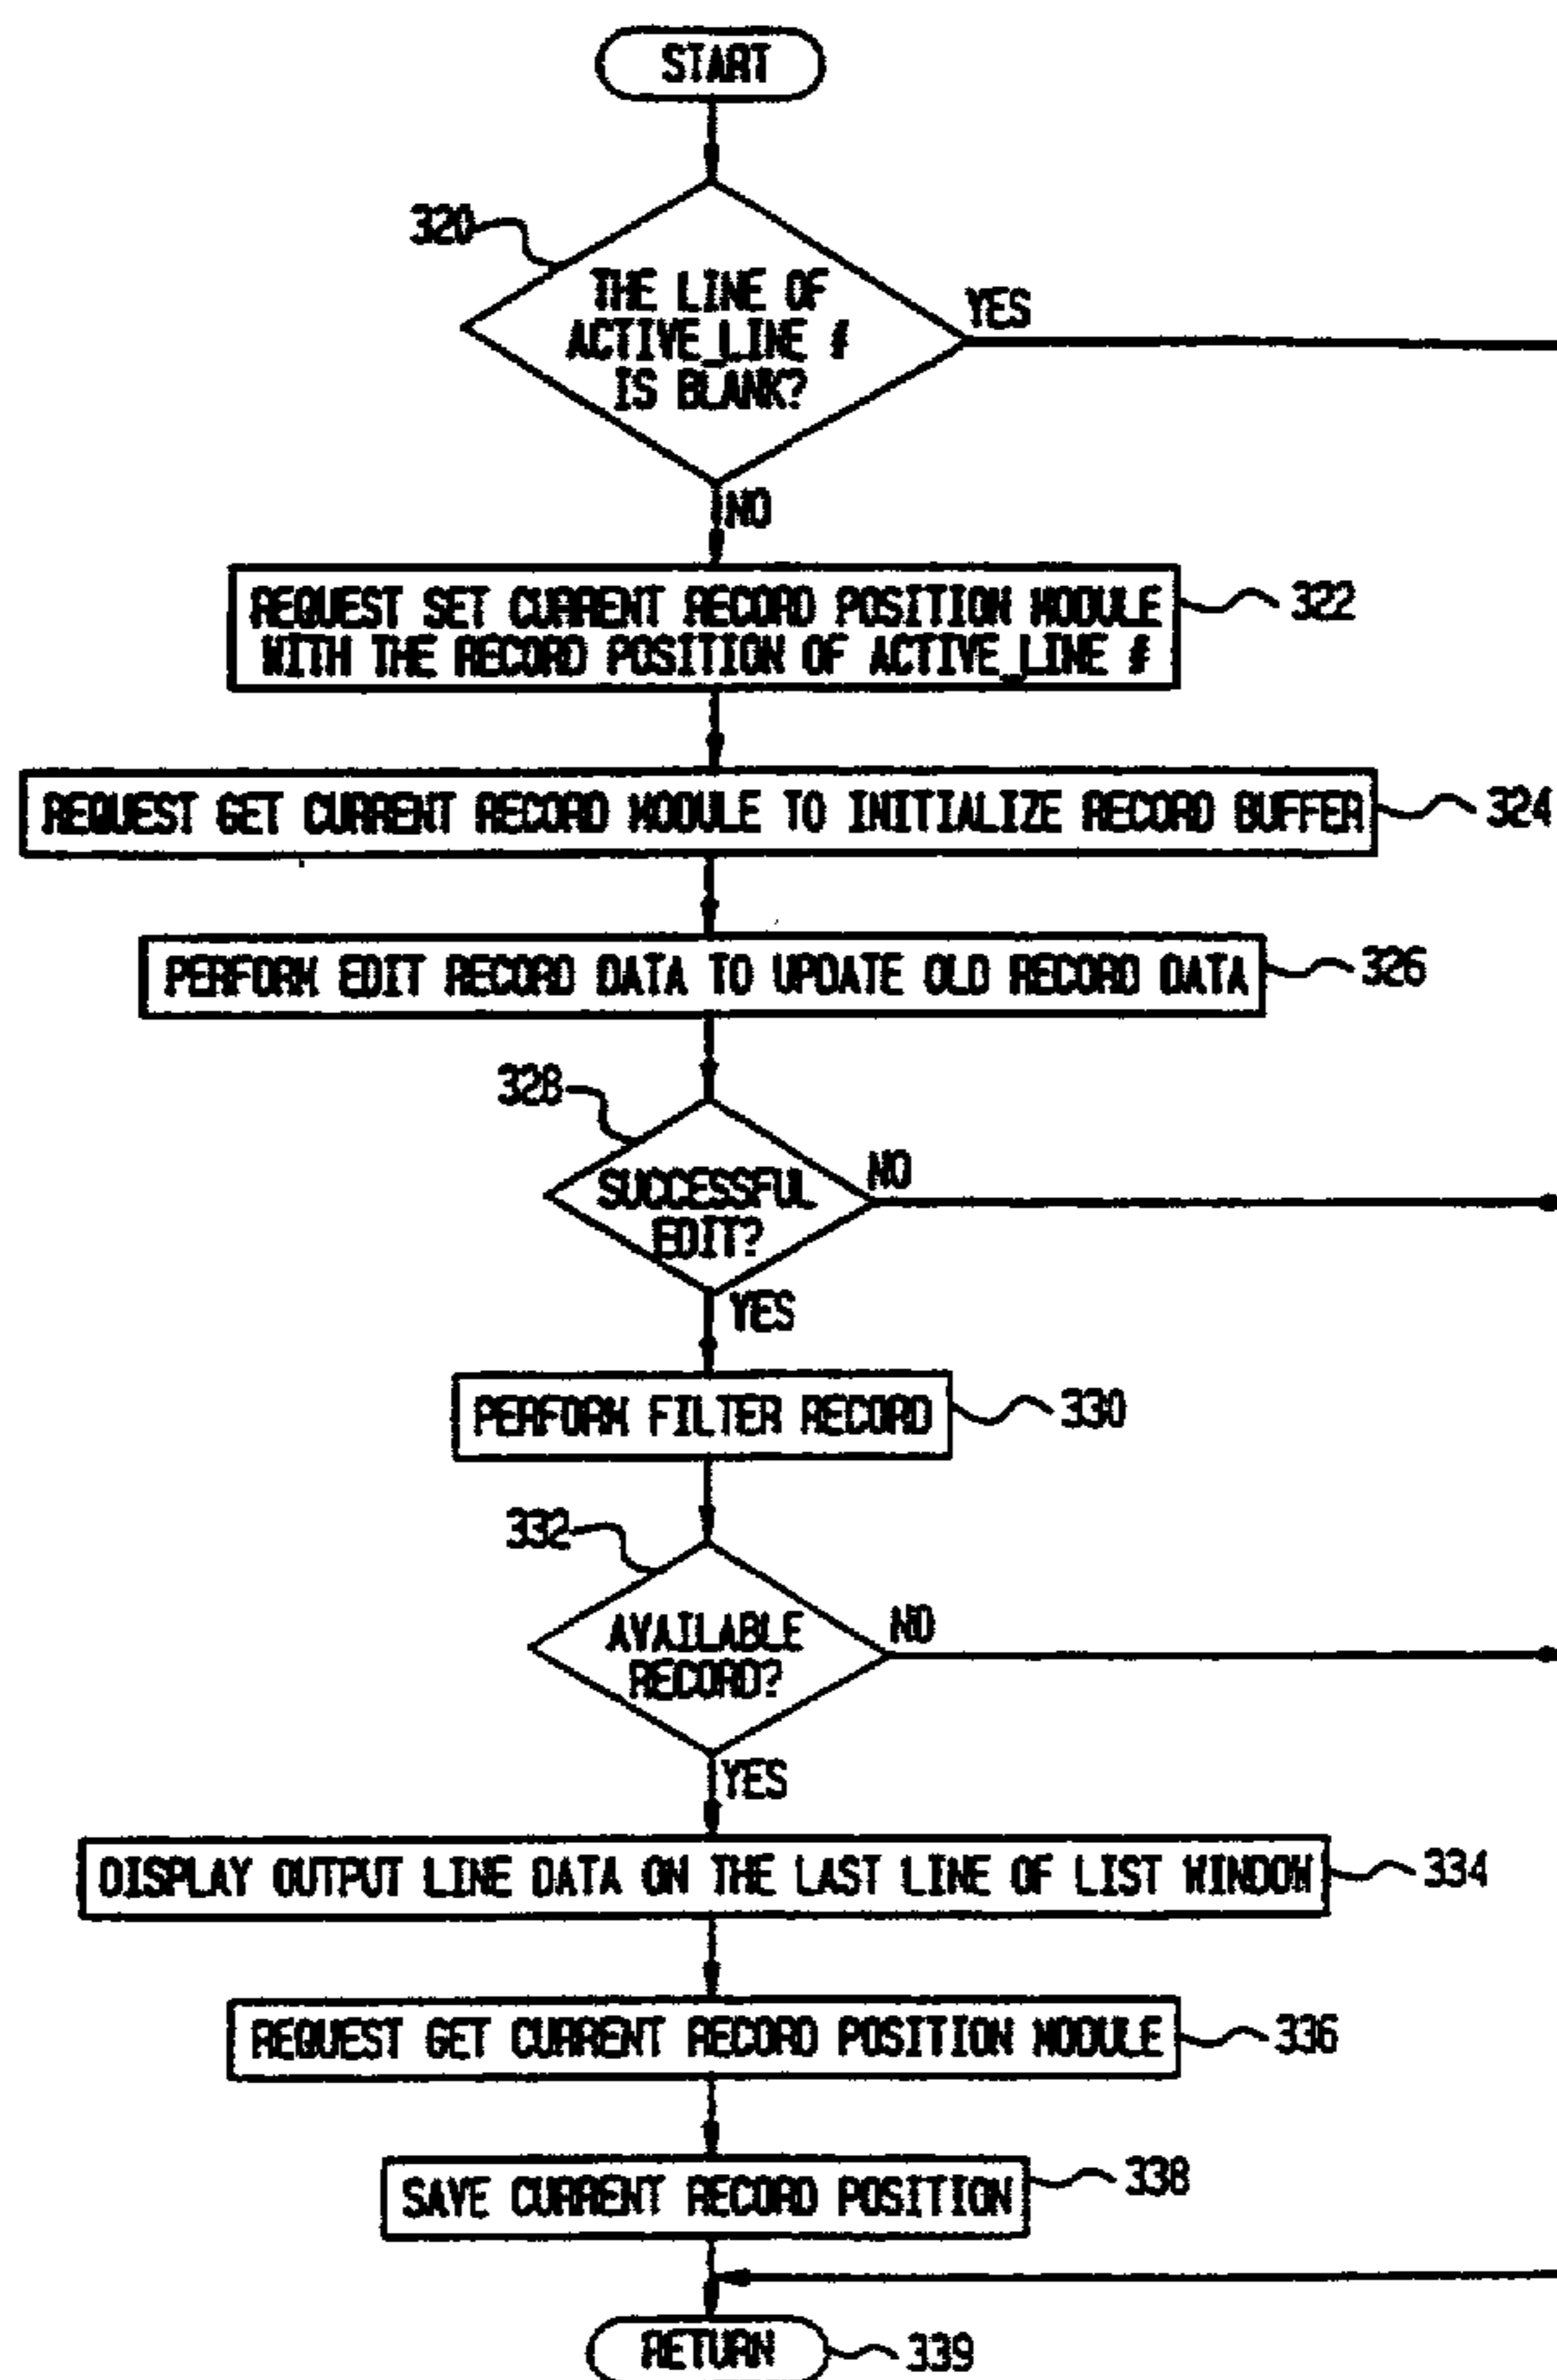 START
320
THE LINE OF
ACTIVE_LINE #
IS BLANK?
YES
NO
REQUEST SET CURRENT RECORD POSITION MODULE
WITH THE RECORD POSITION OF ACTIVE_LINE #
322
REQUEST GET CURRENT RECORD MODULE TO INITIALIZE RECORD BUFFER
324
PERFORM EDIT RECORD DATA TO UPDATE OLD RECORD DATA
326
328
SUCCESSFUL
EDIT?
NO
YES
PERFORM FILTER RECORD
330
332
AVAILABLE
RECORD?
NO
YES
DISPLAY OUTPUT LINE DATA ON THE LAST LINE OF LIST WINDOW
334
REQUEST GET CURRENT RECORD POSITION MODULE
336
SAVE CURRENT RECORD POSITION
338
RETURN
339